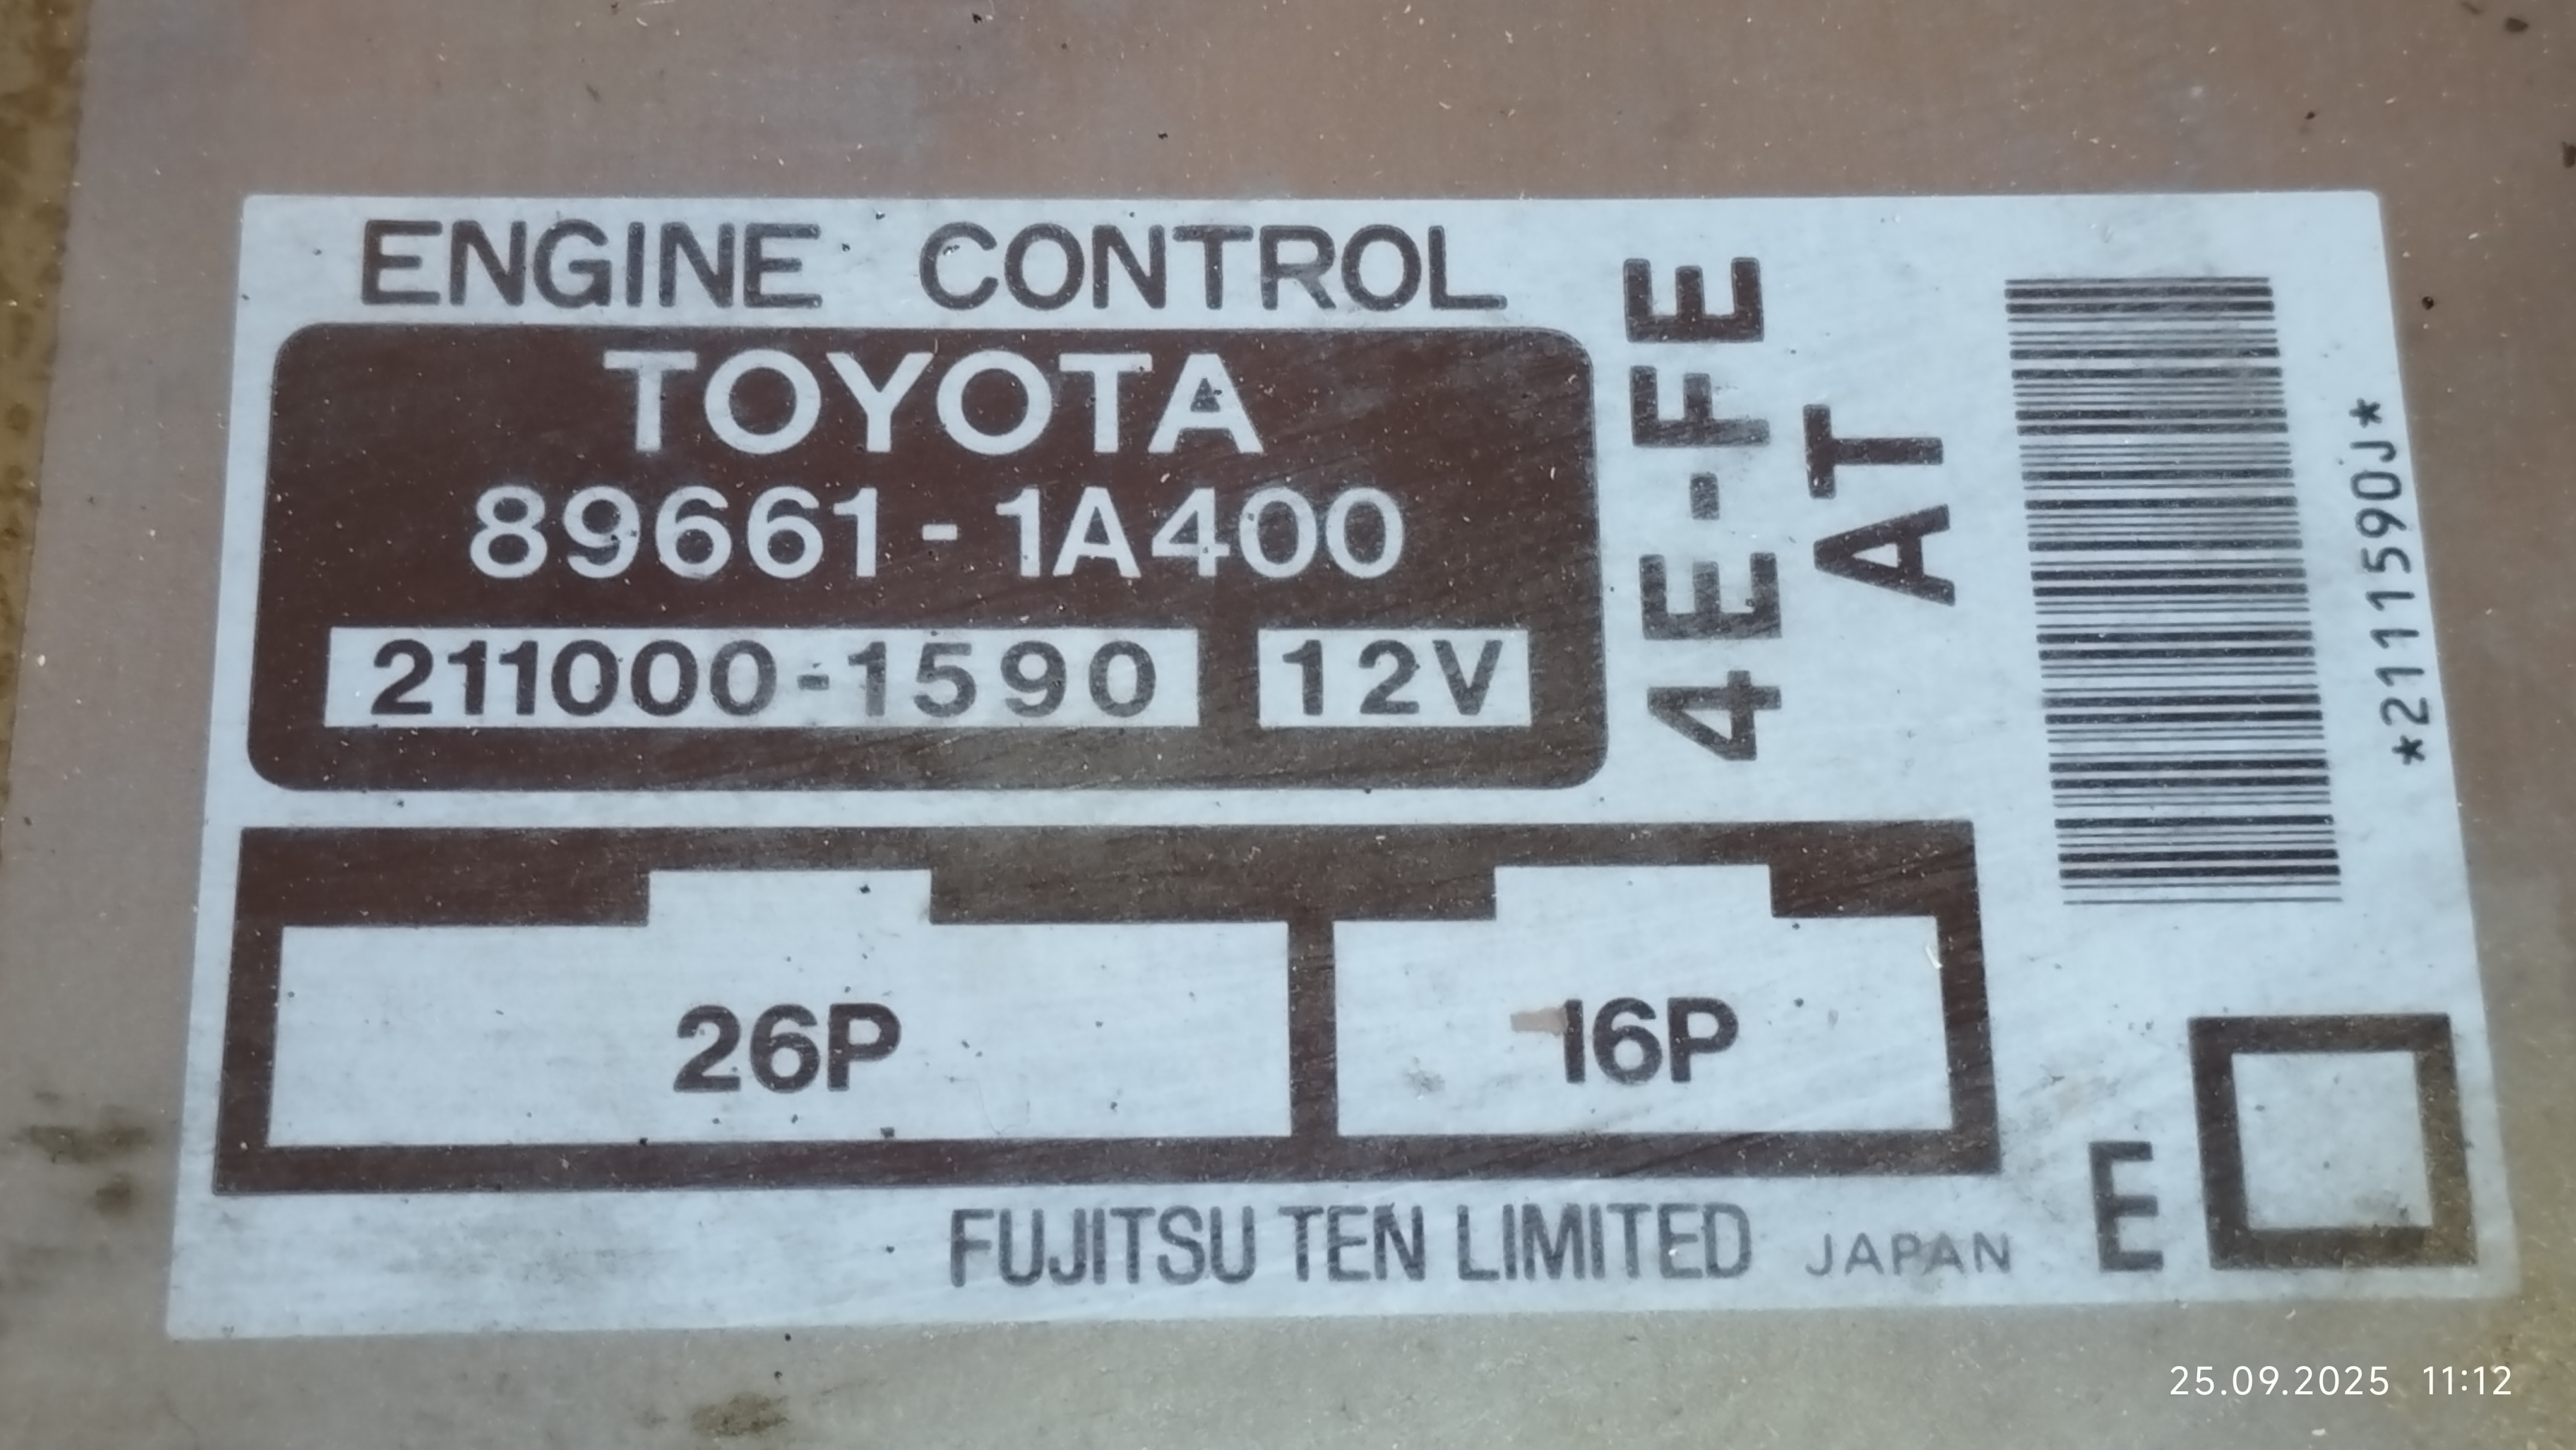 ENGINE CONTROL
TOYOTA
89661-1A400
211000-1590 12V
4E-FE
AT
*2111590J*
26P 16P
FUJITSU TEN LIMITED JAPAN E
25.09.2025 11:12